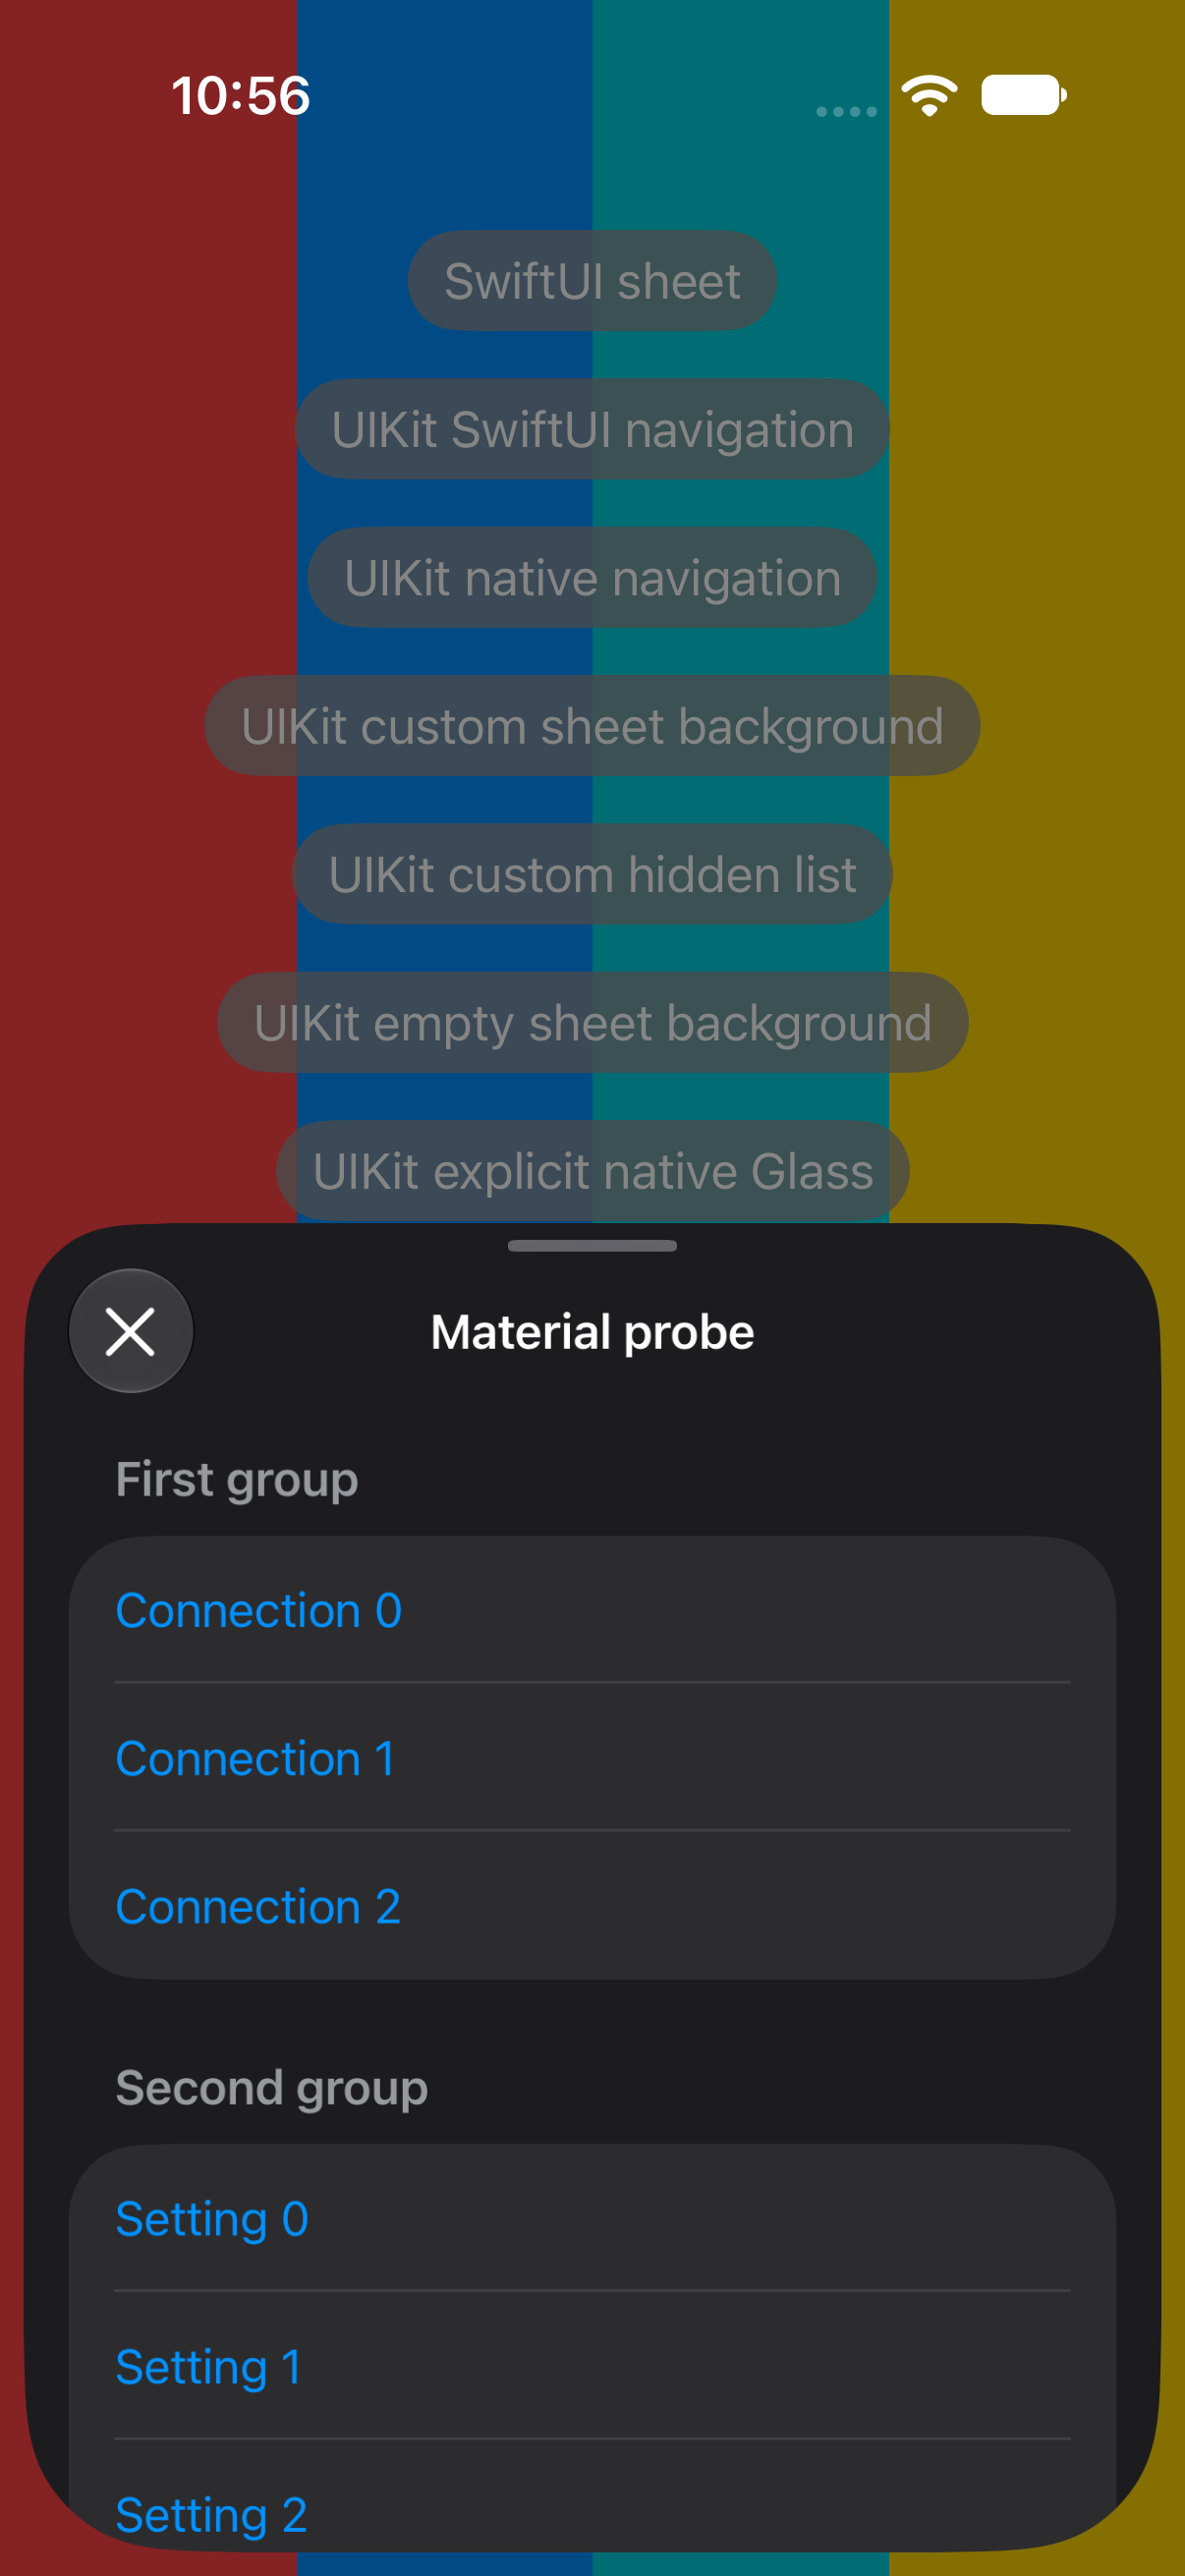 10:56
SwiftUI sheet
UIKit SwiftUI navigation
UIKit native navigation
UIKit custom sheet background
UIKit custom hidden list
UIKit empty sheet background
UIKit explicit native Glass
Material probe
First group
Connection 0
Connection 1
Connection 2
Second group
Setting 0
Setting 1
Setting 2